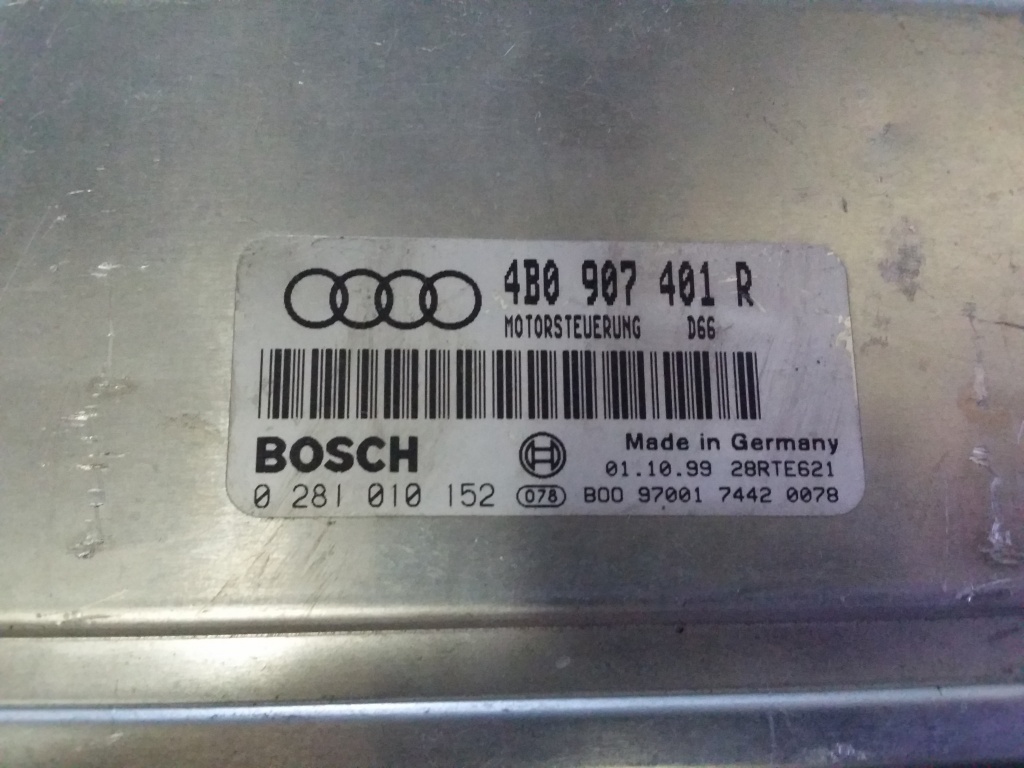 4B0 907 401 R
MOTORSTEUERUNG D66
BOSCH
Made in Germany
01.10.99 28RTE621
0 281 010 152 078 B00 97001 7442 0078